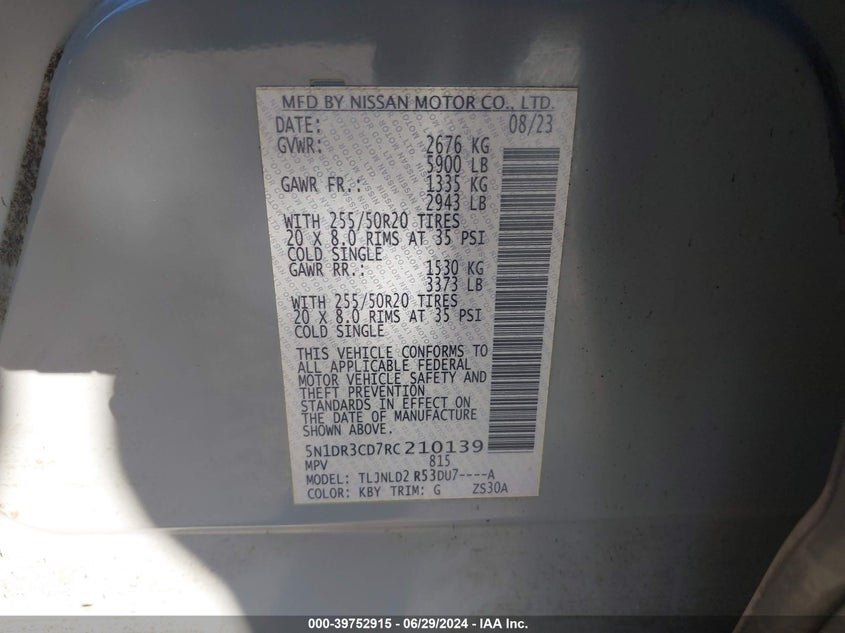 MFD BY NISSAN MOTOR CO., LTD.
DATE: 08/23
GVWR: 2676 KG
5900 LB
GAWR FR.: 1335 KG
2943 LB
WITH 255/50R20 TIRES
20 X 8.0 RIMS AT 35 PSI
COLD SINGLE
GAWR RR.: 1530 KG
3373 LB
WITH 255/50R20 TIRES
20 X 8.0 RIMS AT 35 PSI
COLD SINGLE
THIS VEHICLE CONFORMS TO
ALL APPLICABLE FEDERAL
MOTOR VEHICLE SAFETY AND
THEFT PREVENTION
STANDARDS IN EFFECT ON
THE DATE OF MANUFACTURE
SHOWN ABOVE.
5N1DR3CD7RC210139
MPV 815
MODEL: TLJNLD2 R53DU7----A
COLOR: KBY TRIM: G ZS30A
000-39752915 - 06/29/2024 - IAA Inc.